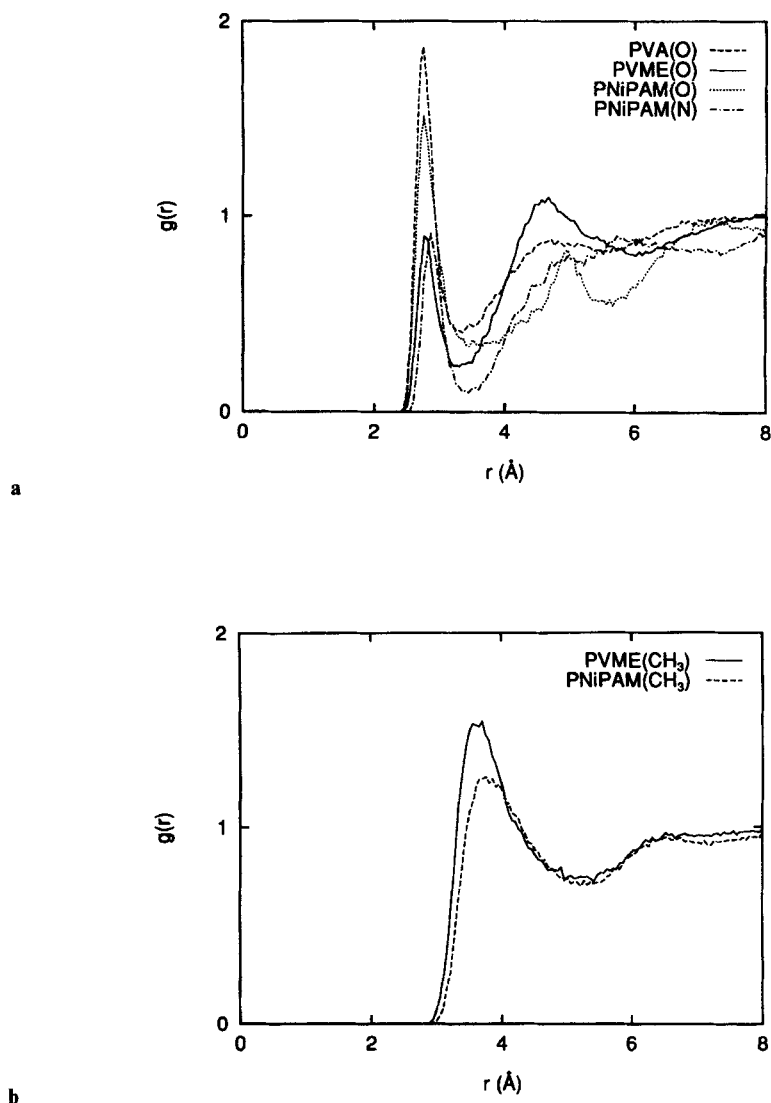 2
PVA(O)
PVME(O)
PNiPAM(O)
PNiPAM(N)
g(r)
1
0
0 2 4 6 8
r (Å)
a
2
PVME(CH₃)
PNiPAM(CH₃)
g(r)
1
0
0 2 4 6 8
r (Å)
b